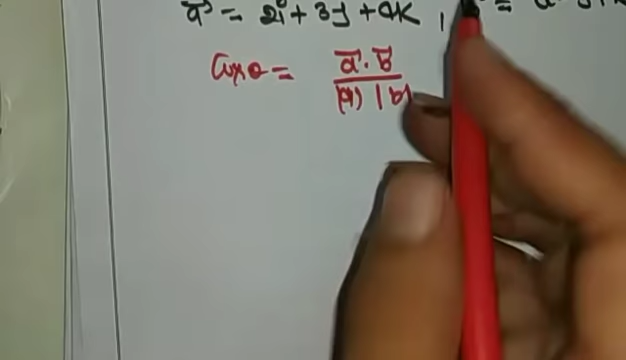 a⃗ = 2i + 3j + 4k ,
Cosθ = a⃗ · b⃗ / |a| |b|